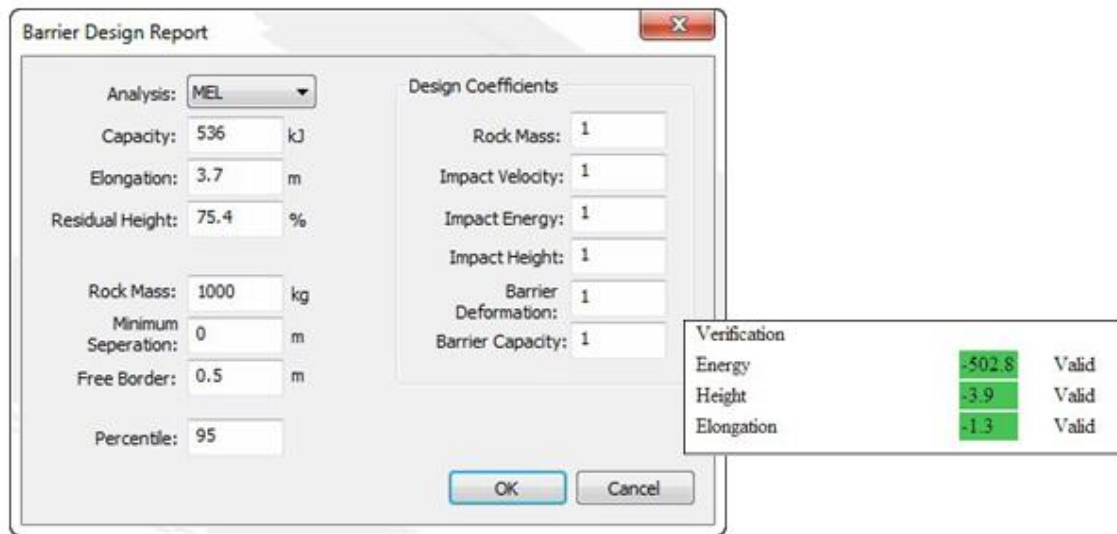 Barrier Design Report
Analysis: MEL
Capacity: 536 kJ
Elongation: 3.7 m
Residual Height: 75.4 %
Rock Mass: 1000 kg
Minimum
Seperation: 0 m
Free Border: 0.5 m
Percentile: 95
Design Coefficients
Rock Mass: 1
Impact Velocity: 1
Impact Energy: 1
Impact Height: 1
Barrier
Deformation: 1
Barrier Capacity: 1
OK Cancel
Verification
Energy -502.8 Valid
Height -3.9 Valid
Elongation -1.3 Valid